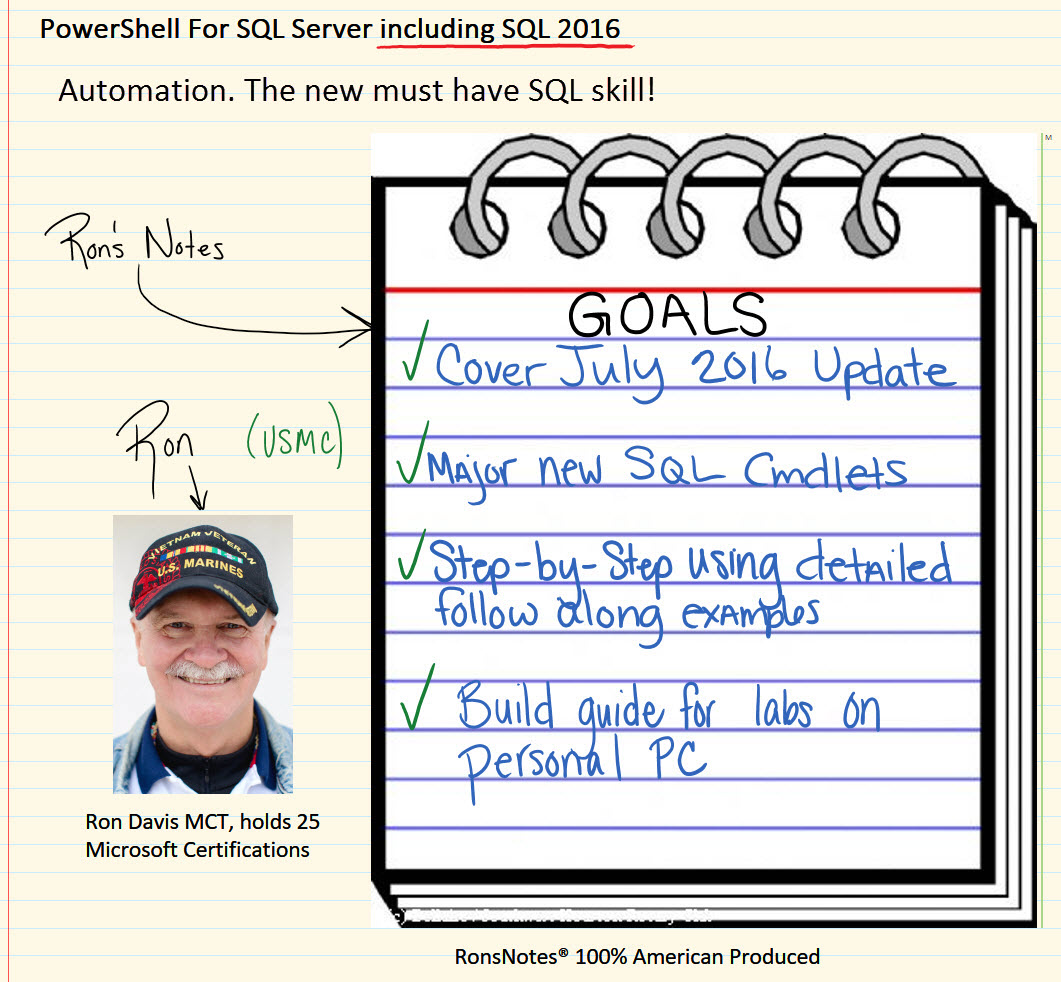 PowerShell For SQL Server including SQL 2016
Automation. The new must have SQL skill!
M
Ron's Notes
GOALS
Cover July 2016 Update
Major new SQL Cmdlets
Step-by-Step using detailed
follow along examples
Build guide for labs on
personal PC
Ron (USMC)
VIETNAM VETERAN
U.S. MARINES
VIETNAM
Ron Davis MCT, holds 25
Microsoft Certifications
RonsNotes® 100% American Produced